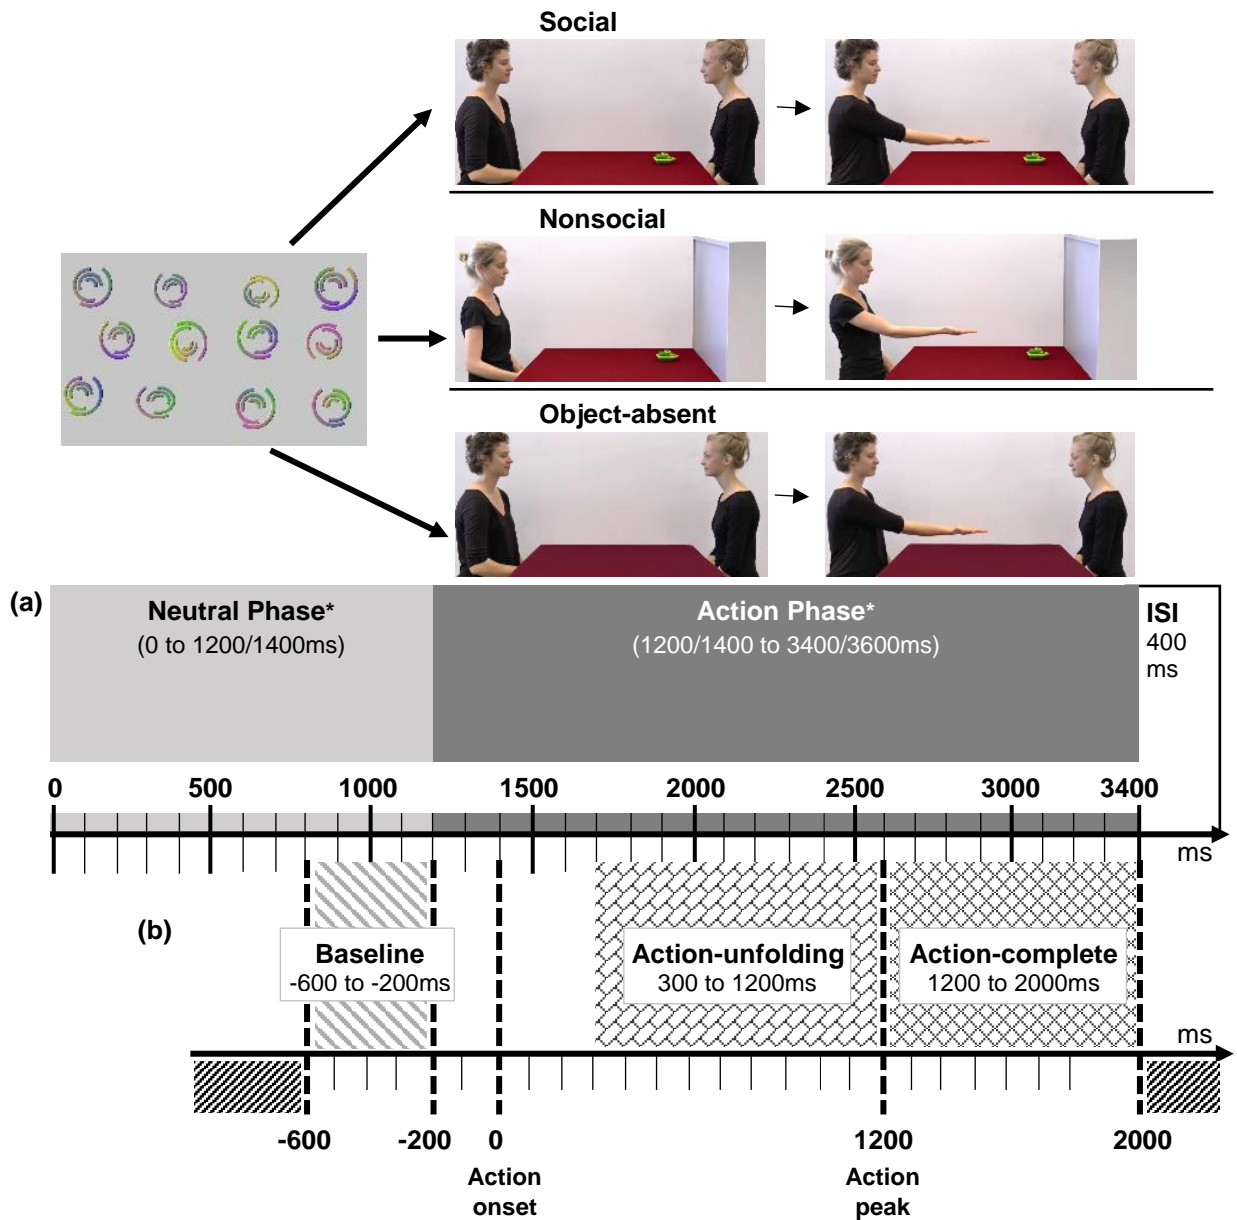 Social
Nonsocial
Object-absent
(a)
Neutral Phase*
(0 to 1200/1400ms)
Action Phase*
(1200/1400 to 3400/3600ms)
ISI
400
ms
0 500 1000 1500 2000 2500 3000 3400
ms
(b)
Baseline
-600 to -200ms
Action-unfolding
300 to 1200ms
Action-complete
1200 to 2000ms
ms
-600 -200 0 1200 2000
Action
onset
Action
peak